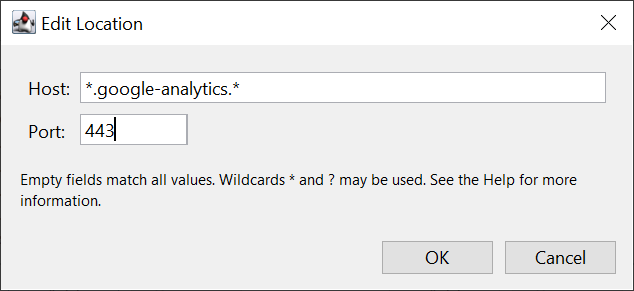 Edit Location
Host: *.google-analytics.*
Port: 443
Empty fields match all values. Wildcards * and ? may be used. See the Help for more
information.
OK Cancel